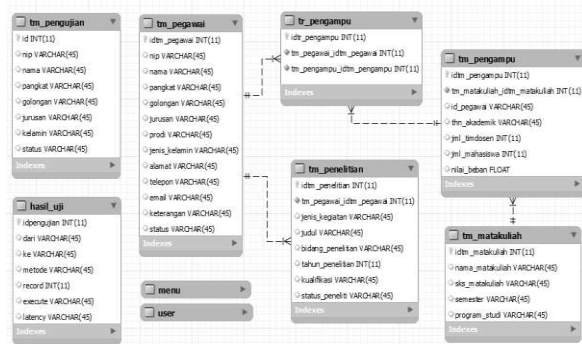 tm_pengujian
id INT(11)
nip VARCHAR(45)
nama VARCHAR(45)
pangkat VARCHAR(45)
golongan VARCHAR(45)
jurusan VARCHAR(45)
kelamin VARCHAR(45)
status VARCHAR(45)
Indexes
hasil_uji
idpengujian INT(11)
dari VARCHAR(45)
ke VARCHAR(45)
metode VARCHAR(45)
record INT(11)
execute VARCHAR(45)
latency VARCHAR(45)
Indexes
tm_pegawai
idtm_pegawai INT(11)
nip VARCHAR(45)
nama VARCHAR(45)
pangkat VARCHAR(45)
golongan VARCHAR(45)
jurusan VARCHAR(45)
prodi VARCHAR(45)
jenis_kelamin VARCHAR(45)
alamat VARCHAR(45)
telepon VARCHAR(45)
email VARCHAR(45)
keterangan VARCHAR(45)
status VARCHAR(45)
Indexes
menu
user
tr_pengampu
idtr_pengampu INT(11)
tm_pegawai_idtm_pegawai INT(11)
tm_pengampu_idtm_pengampu INT(11)
Indexes
tm_penelitian
idtm_penelitian INT(11)
tm_pegawai_idtm_pegawai INT(11)
jenis_kegiatan VARCHAR(45)
judul VARCHAR(45)
bidang_penelitian VARCHAR(45)
tahun_penelitian INT(11)
kualifikasi VARCHAR(45)
status_peneliti VARCHAR(45)
Indexes
tm_pengampu
idtm_pengampu INT(11)
tm_matakuliah_idtm_matakuliah INT(11)
id_pegawai VARCHAR(45)
thn_akademik VARCHAR(45)
jml_timdosen INT(11)
jml_mahasiswa INT(11)
nilai_beban FLOAT
Indexes
tm_matakuliah
idtm_matakuliah INT(11)
nama_matakuliah VARCHAR(45)
sks_matakuliah VARCHAR(45)
semester VARCHAR(45)
program_studi VARCHAR(45)
Indexes